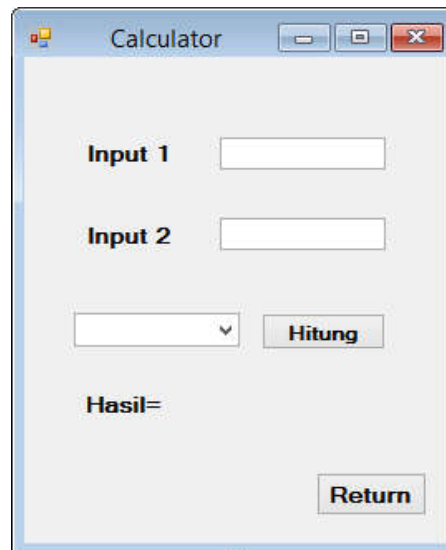 Calculator
Input 1
Input 2
Hitung
Hasil=
Return